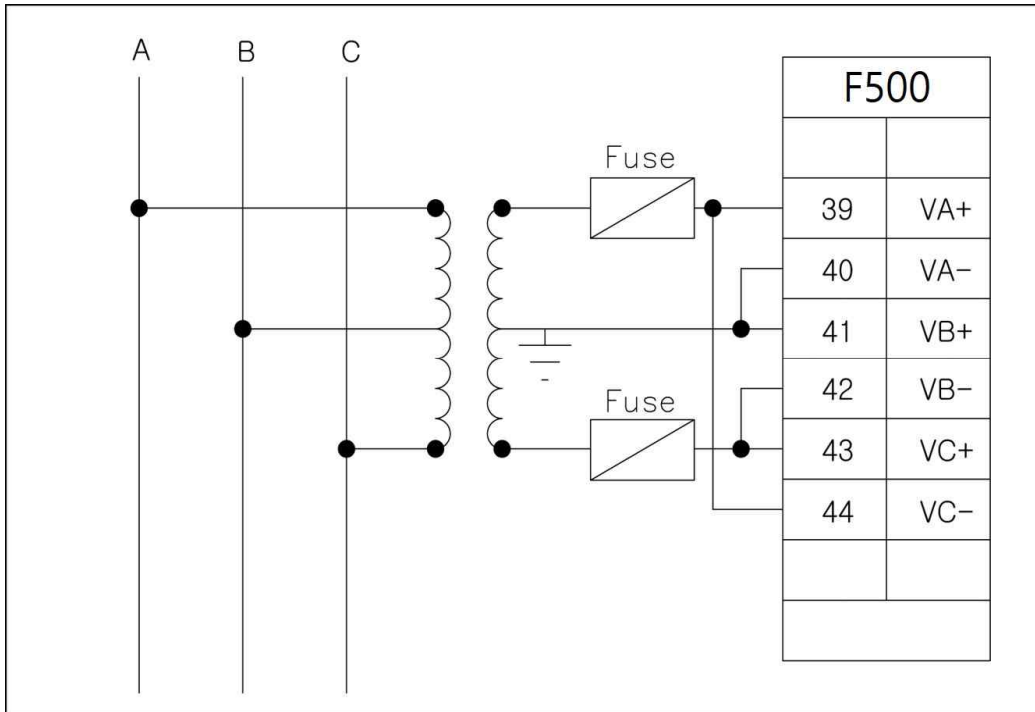 A B C
F500
Fuse
39 VA+
40 VA-
41 VB+
42 VB-
Fuse
43 VC+
44 VC-